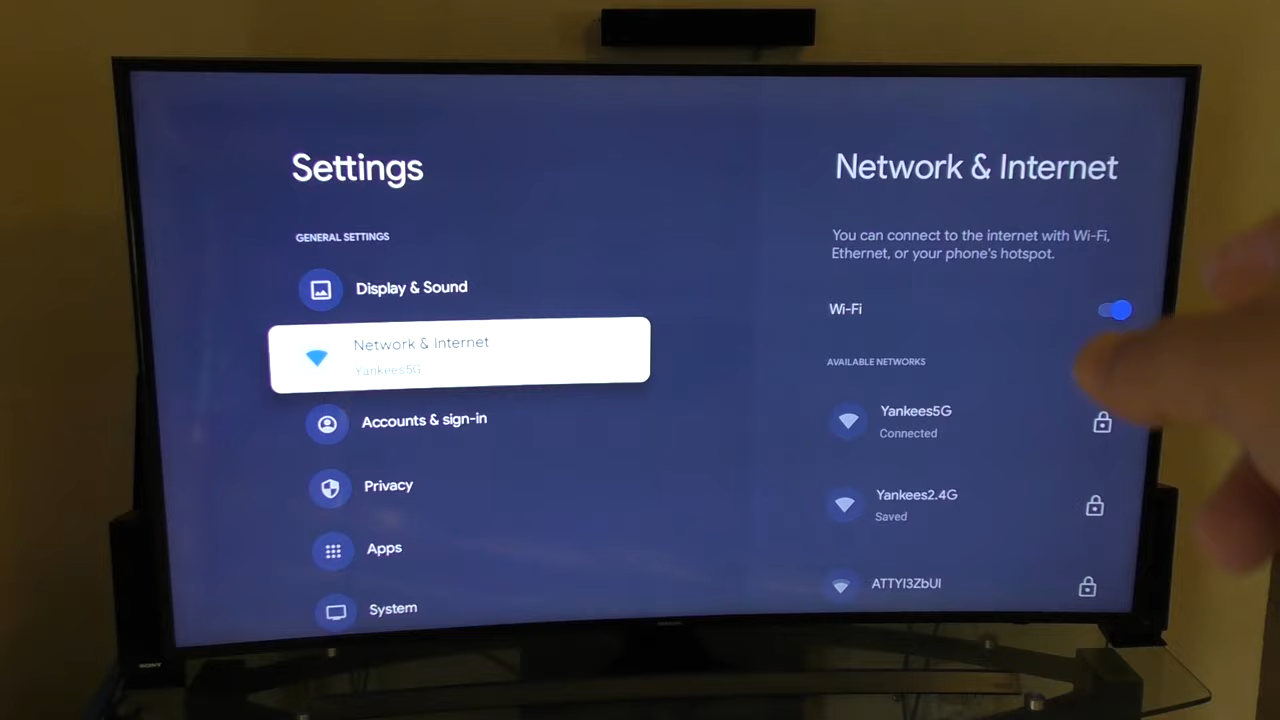 Settings
GENERAL SETTINGS
Display & Sound
Network & Internet
Yankees5G
Accounts & sign-in
Privacy
Apps
System
Network & Internet
You can connect to the internet with Wi-Fi,
Ethernet, or your phone's hotspot.
Wi-Fi
AVAILABLE NETWORKS
Yankees5G
Connected
Yankees2.4G
Saved
ATTYI3ZbUI
SONY